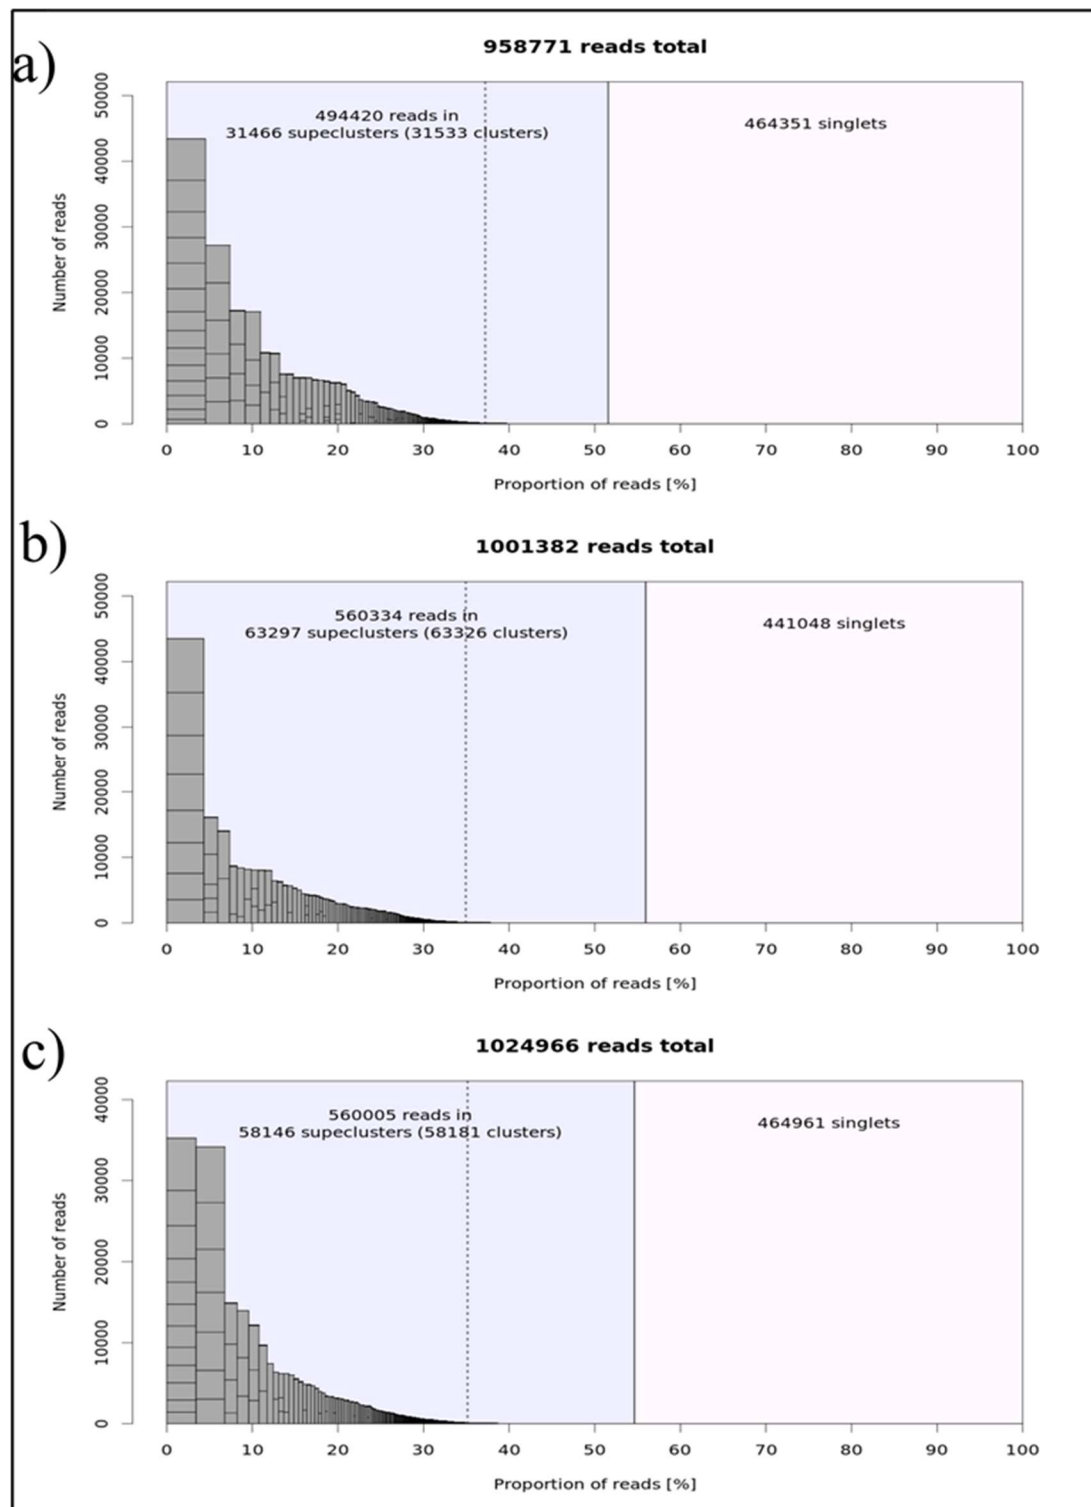 a)
958771 reads total
494420 reads in
31466 supeclusters (31533 clusters)
464351 singlets
Number of reads
50000
40000
30000
20000
10000
0
0 10 20 30 40 50 60 70 80 90 100
Proportion of reads [%]
b)
1001382 reads total
560334 reads in
63297 supeclusters (63326 clusters)
441048 singlets
Number of reads
50000
40000
30000
20000
10000
0
0 10 20 30 40 50 60 70 80 90 100
Proportion of reads [%]
c)
1024966 reads total
560005 reads in
58146 supeclusters (58181 clusters)
464961 singlets
Number of reads
40000
30000
20000
10000
0
0 10 20 30 40 50 60 70 80 90 100
Proportion of reads [%]